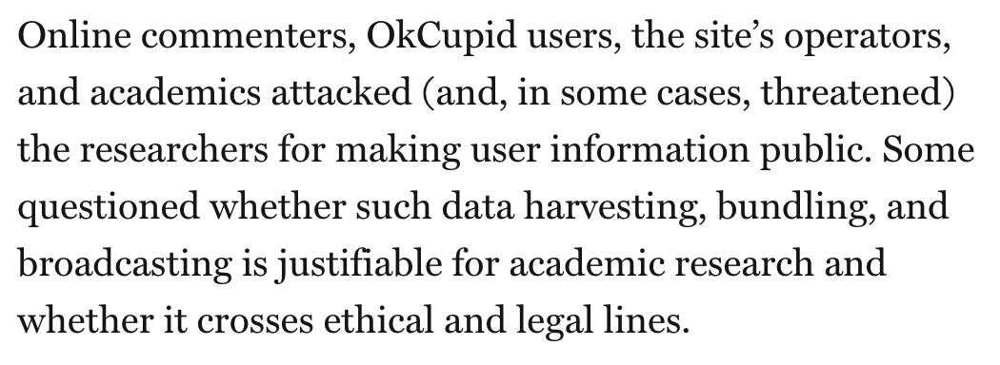 Online commenters, OkCupid users, the site’s operators,
and academics attacked (and, in some cases, threatened)
the researchers for making user information public. Some
questioned whether such data harvesting, bundling, and
broadcasting is justifiable for academic research and
whether it crosses ethical and legal lines.